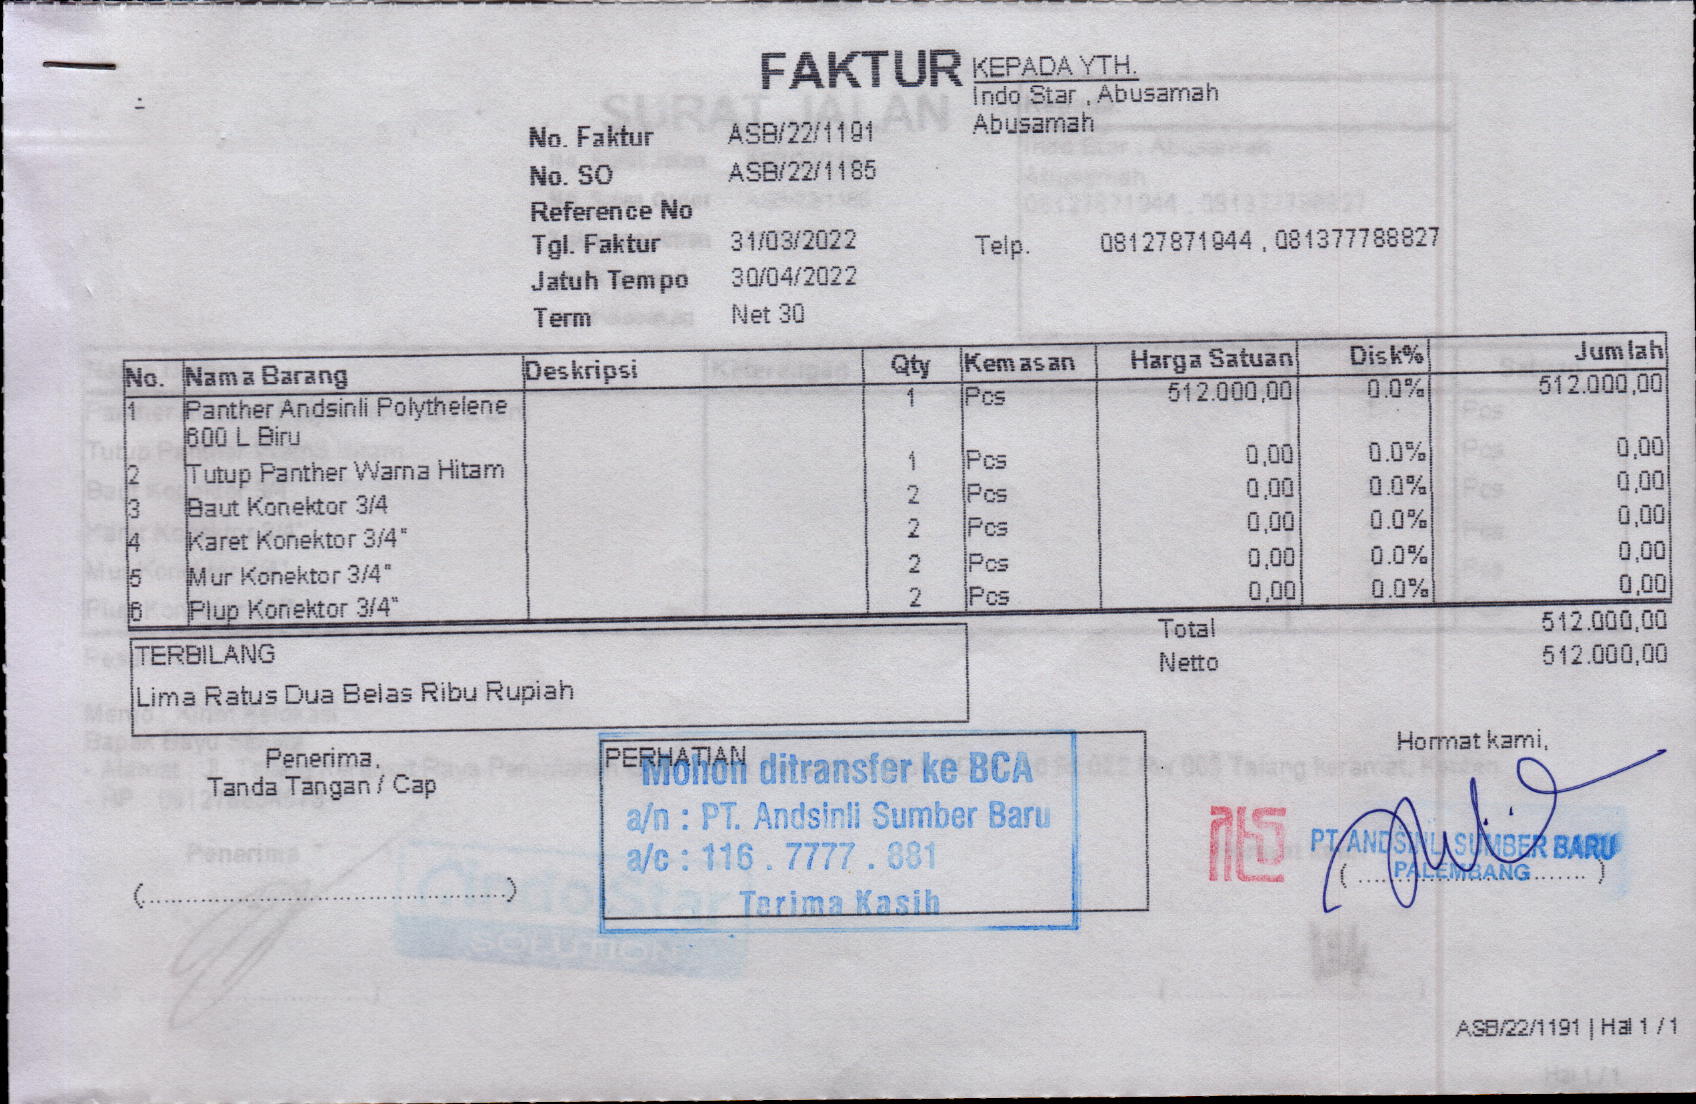 FAKTUR
KEPADA YTH.
Indo Star , Abusamah
Abusamah
No. Faktur ASB/22/1191
No. SO ASB/22/1185
Reference No
Tgl. Faktur 31/03/2022
Telp. 08127871944 , 081377788827
Jatuh Tempo 30/04/2022
Term Net 30
No. Nama Barang Deskripsi Qty Kemasan Harga Satuan Disk% Jumlah
1 Panther Andsinli Polythelene 1 Pcs 512.000,00 0.0% 512.000,00
600 L Biru
2 Tutup Panther Warna Hitam 1 Pcs 0,00 0.0% 0,00
3 Baut Konektor 3/4 2 Pcs 0,00 0.0% 0,00
4 Karet Konektor 3/4" 2 Pcs 0,00 0.0% 0,00
5 Mur Konektor 3/4" 2 Pcs 0,00 0.0% 0,00
6 Plup Konektor 3/4" 2 Pcs 0,00 0.0% 0,00
Total 512.000,00
Netto 512.000,00
TERBILANG
Lima Ratus Dua Belas Ribu Rupiah
Penerima,
Tanda Tangan / Cap
(..................................................)
PERHATIAN
Mohon ditransfer ke BCA
a/n : PT. Andsinli Sumber Baru
a/c : 116 . 7777 . 881
Terima Kasih
Hormat kami,
PT. ANDSINLI SUMBER BARU
PALEMBANG
ASB/22/1191 | Hal 1 / 1